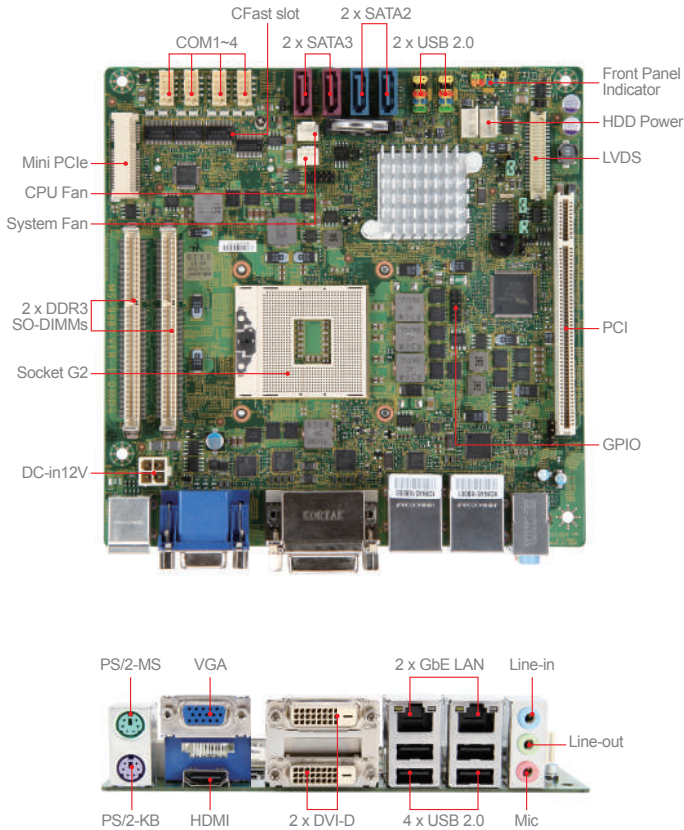 CFast slot
COM1~4
2 x SATA3
2 x SATA2
2 x USB 2.0
Front Panel
Indicator
HDD Power
Mini PCIe
LVDS
CPU Fan
System Fan
2 x DDR3
SO-DIMMs
PCI
Socket G2
GPIO
DC-in12V
KORTAK
PS/2-MS
VGA
2 x GbE LAN
Line-in
Line-out
PS/2-KB
HDMI
2 x DVI-D
4 x USB 2.0
Mic